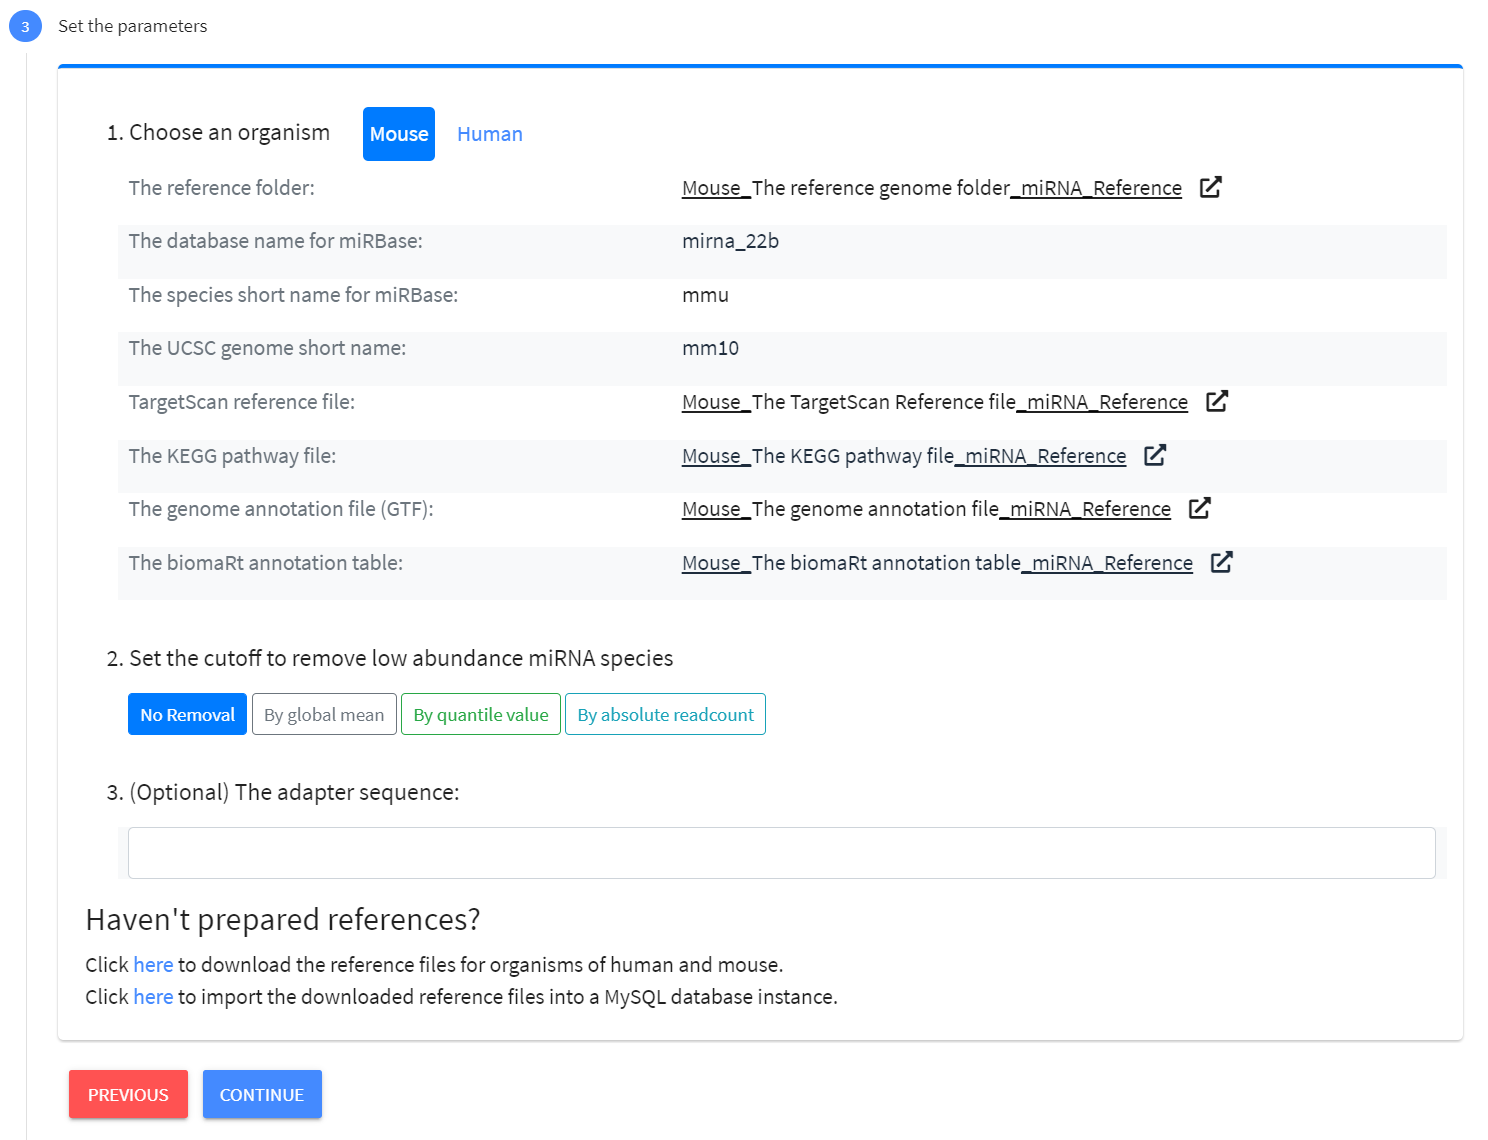 3 Set the parameters
1. Choose an organism Mouse Human
The reference folder: Mouse_The reference genome folder_miRNA_Reference
The database name for miRBase: mirna_22b
The species short name for miRBase: mmu
The UCSC genome short name: mm10
TargetScan reference file: Mouse_The TargetScan Reference file_miRNA_Reference
The KEGG pathway file: Mouse_The KEGG pathway file_miRNA_Reference
The genome annotation file (GTF): Mouse_The genome annotation file_miRNA_Reference
The biomaRt annotation table: Mouse_The biomaRt annotation table_miRNA_Reference
2. Set the cutoff to remove low abundance miRNA species
No Removal By global mean By quantile value By absolute readcount
3. (Optional) The adapter sequence:
Haven't prepared references?
Click here to download the reference files for organisms of human and mouse.
Click here to import the downloaded reference files into a MySQL database instance.
PREVIOUS CONTINUE